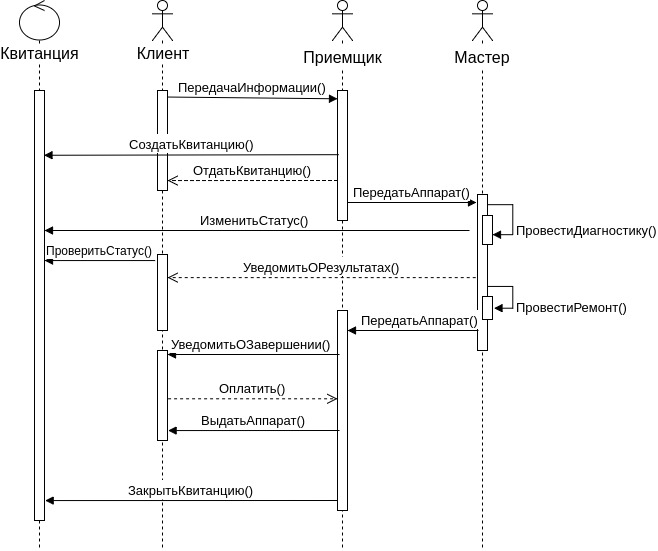 Квитанция
Клиент
Приемщик
Мастер
ПередачаИнформации()
СоздатьКвитанцию()
ОтдатьКвитанцию()
ПередатьАппарат()
ИзменитьСтатус()
ПровестиДиагностику()
ПроверитьСтатус()
УведомитьОРезультатах()
ПровестиРемонт()
ПередатьАппарат()
УведомитьОЗавершении()
Оплатить()
ВыдатьАппарат()
ЗакрытьКвитанцию()